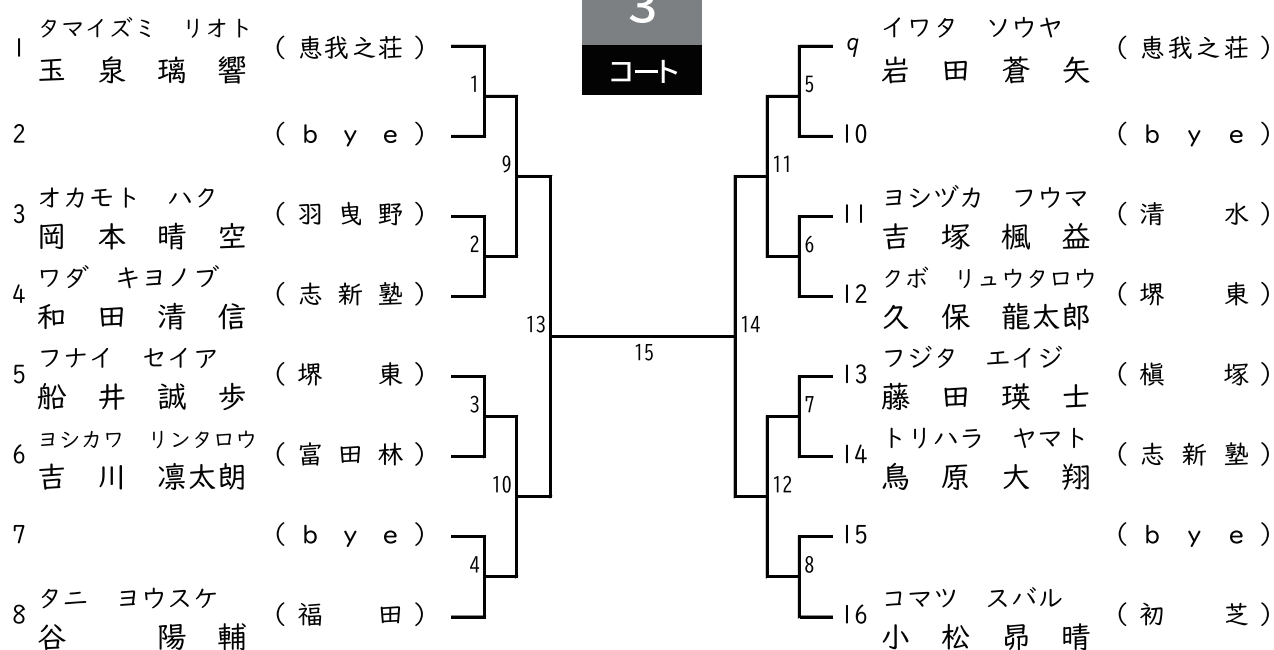 3
コート
タマイズミ リオト
1 玉泉璃響 (恵我之荘)
2 (bye)
オカモト ハク
3 岡本晴空 (羽曳野)
ワダ キヨノブ
4 和田清信 (志新塾)
フナイ セイア
5 船井誠歩 (堺東)
ヨシカワ リンタロウ
6 吉川凛太朗 (富田林)
7 (bye)
タニ ヨウスケ
8 谷陽輔 (福田)
1
2
3
4
9
10
13
15
14
11
12
5
6
7
8
イワタ ソウヤ
9 岩田蒼矢 (恵我之荘)
10 (bye)
ヨシヅカ フウマ
11 吉塚楓益 (清水)
クボ リュウタロウ
12 久保龍太郎 (堺東)
フジタ エイジ
13 藤田瑛士 (槇塚)
トリハラ ヤマト
14 鳥原大翔 (志新塾)
15 (bye)
コマツ スバル
16 小松昴晴 (初芝)